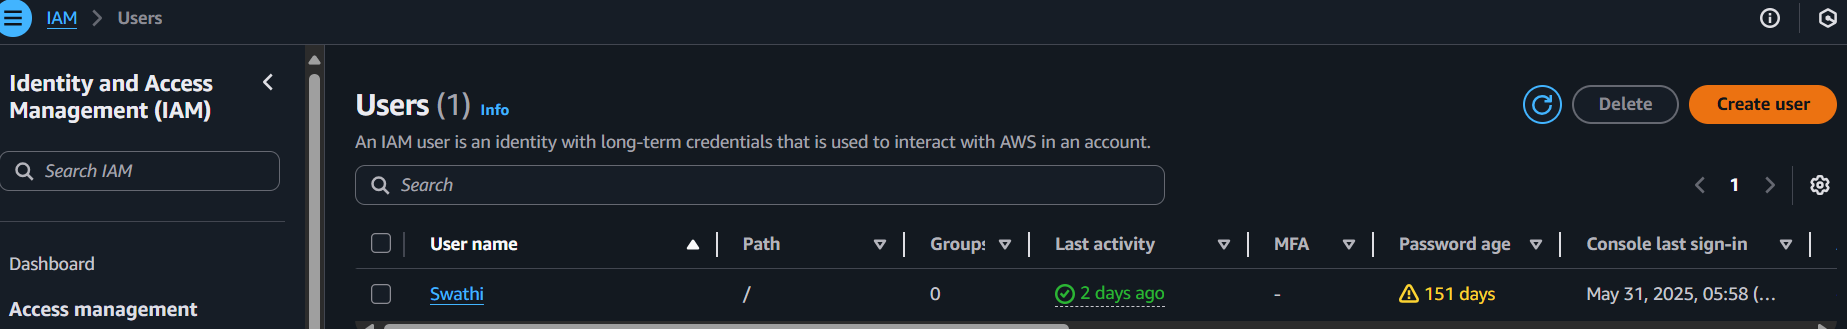 IAM > Users
Identity and Access
Management (IAM)
Search IAM
Dashboard
Access management
Users (1) Info
Delete
Create user
An IAM user is an identity with long-term credentials that is used to interact with AWS in an account.
Search
1
User name Path Groups Last activity MFA Password age Console last sign-in
Swathi / 0 2 days ago - 151 days May 31, 2025, 05:58 (...